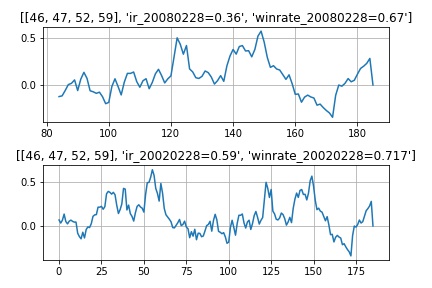 [[46, 47, 52, 59], 'ir_20080228=0.36', 'winrate_20080228=0.67']
0.5
0.0
80 100 120 140 160 180
[[46, 47, 52, 59], 'ir_20020228=0.59', 'winrate_20020228=0.717']
0.5
0.0
0 25 50 75 100 125 150 175